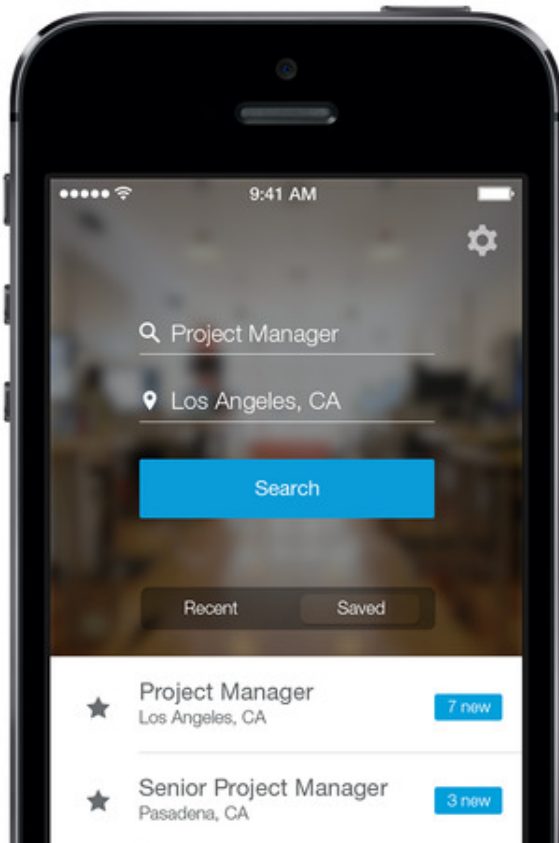 9:41 AM
Project Manager
Los Angeles, CA
Search
Recent Saved
Project Manager
Los Angeles, CA
7 new
Senior Project Manager
Pasadena, CA
3 new